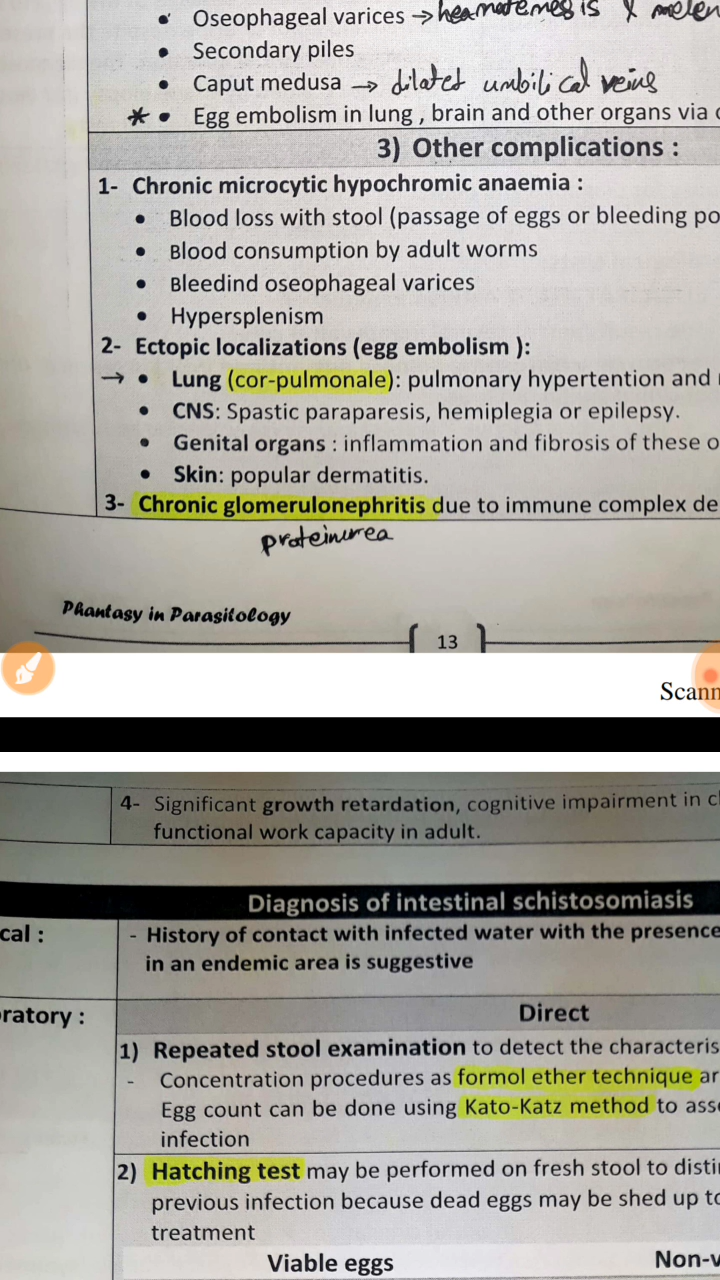 • Oseophageal varices → heamatemesis & melen
• Secondary piles
• Caput medusa → dilatet umbilical veins
* • Egg embolism in lung , brain and other organs via
3) Other complications :
1- Chronic microcytic hypochromic anaemia :
• Blood loss with stool (passage of eggs or bleeding po
• Blood consumption by adult worms
• Bleedind oseophageal varices
• Hypersplenism
2- Ectopic localizations (egg embolism ):
→ • Lung (cor-pulmonale): pulmonary hypertention and
• CNS: Spastic paraparesis, hemiplegia or epilepsy.
• Genital organs : inflammation and fibrosis of these o
• Skin: popular dermatitis.
3- Chronic glomerulonephritis due to immune complex de
proteinurea
Phantasy in Parasitology
13
Scann
4- Significant growth retardation, cognitive impairment in c
functional work capacity in adult.
Diagnosis of intestinal schistosomiasis
cal :
- History of contact with infected water with the presence
in an endemic area is suggestive
ratory :
Direct
1) Repeated stool examination to detect the characteris
- Concentration procedures as formol ether technique ar
Egg count can be done using Kato-Katz method to ass
infection
2) Hatching test may be performed on fresh stool to disti
previous infection because dead eggs may be shed up to
treatment
Viable eggs
Non-v